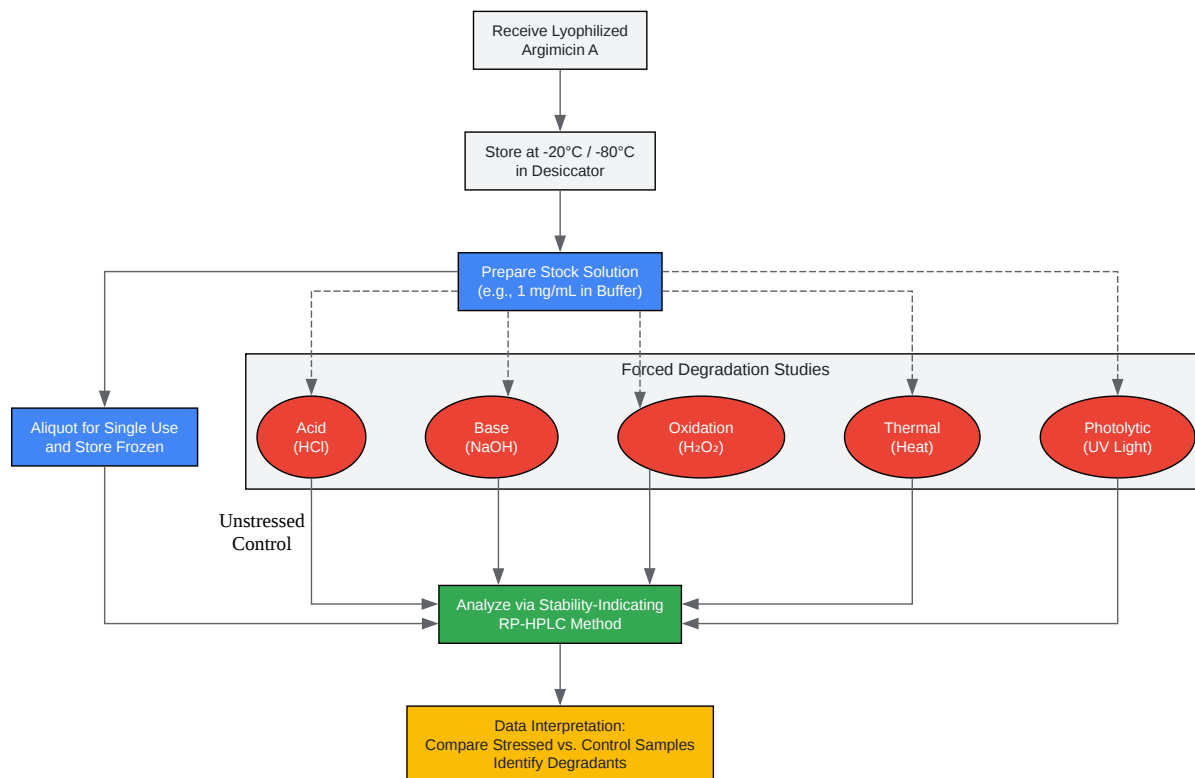 Receive Lyophilized
Argimicin A
Store at -20°C / -80°C
in Desiccator
Prepare Stock Solution
(e.g., 1 mg/mL in Buffer)
Forced Degradation Studies
Aliquot for Single Use
and Store Frozen
Acid
(HCl)
Base
(NaOH)
Oxidation
(H₂O₂)
Thermal
(Heat)
Photolytic
(UV Light)
Unstressed
Control
Analyze via Stability-Indicating
RP-HPLC Method
Data Interpretation:
Compare Stressed vs. Control Samples
Identify Degradants